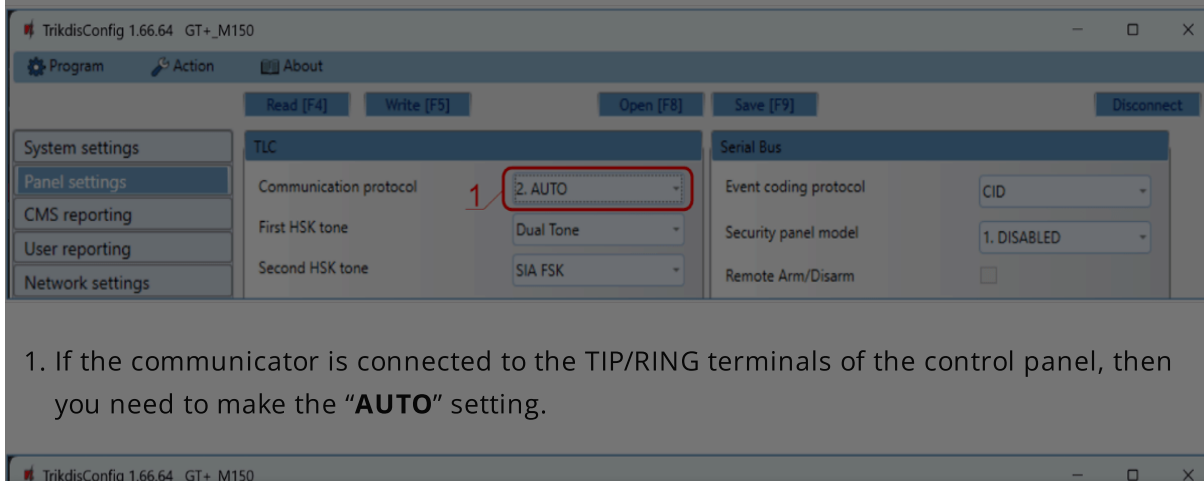 TrikdisConfig 1.66.64 GT+_M150
Program Action About
Read [F4] Write [F5] Open [F8] Save [F9] Disconnect
System settings
Panel settings
CMS reporting
User reporting
Network settings
TLC
Communication protocol 1 2. AUTO
First HSK tone Dual Tone
Second HSK tone SIA FSK
Serial Bus
Event coding protocol CID
Security panel model 1. DISABLED
Remote Arm/Disarm
1. If the communicator is connected to the TIP/RING terminals of the control panel, then
you need to make the “AUTO” setting.
TrikdisConfig 1.66.64 GT+_M150